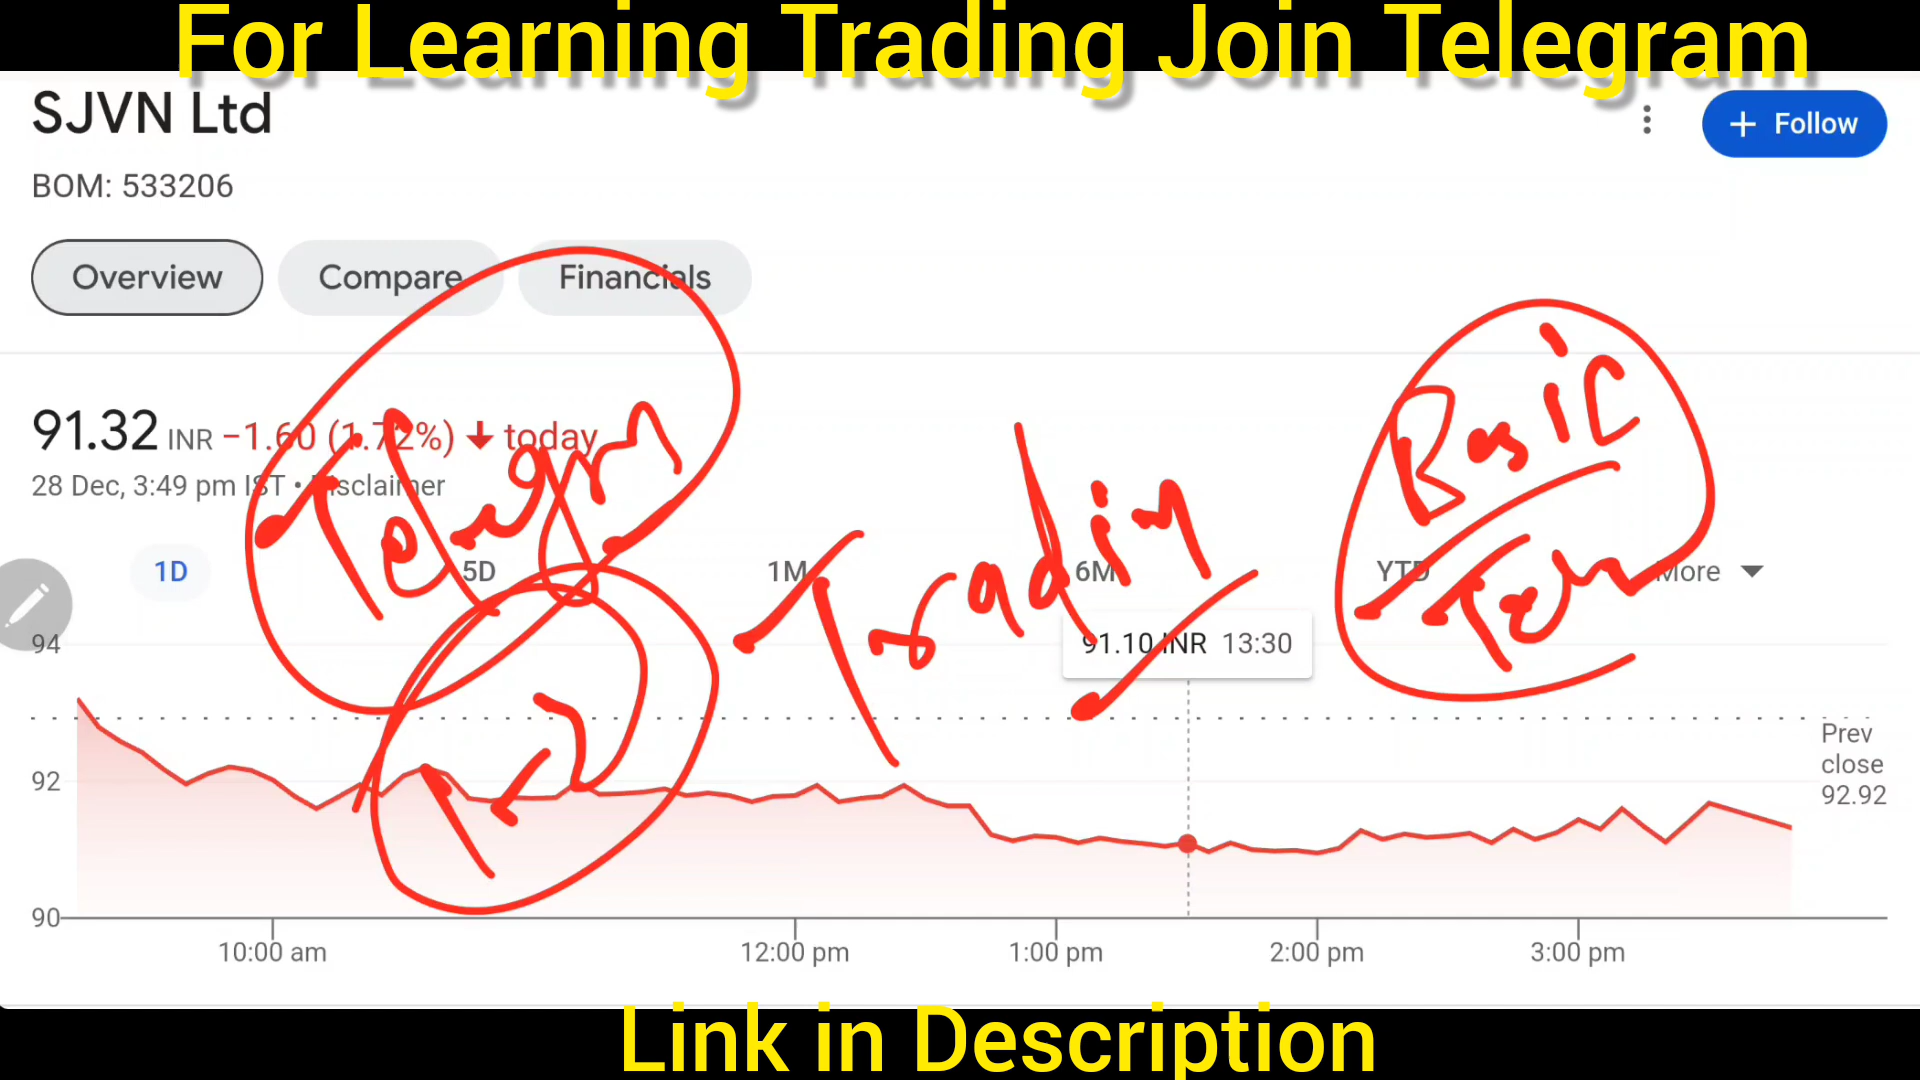 For Learning Trading Join Telegram
SJVN Ltd
+ Follow
BOM: 533206
Overview Compare Financials
91.32 INR −1.60 (1.72%) ↓ today
28 Dec, 3:49 pm IST • Disclaimer
Telegm
Tradin
Basic
1D 5D 1M 6M YTD More
91.10 INR 13:30
94
92
90
Prev
close
92.92
10:00 am 12:00 pm 1:00 pm 2:00 pm 3:00 pm
Link in Description